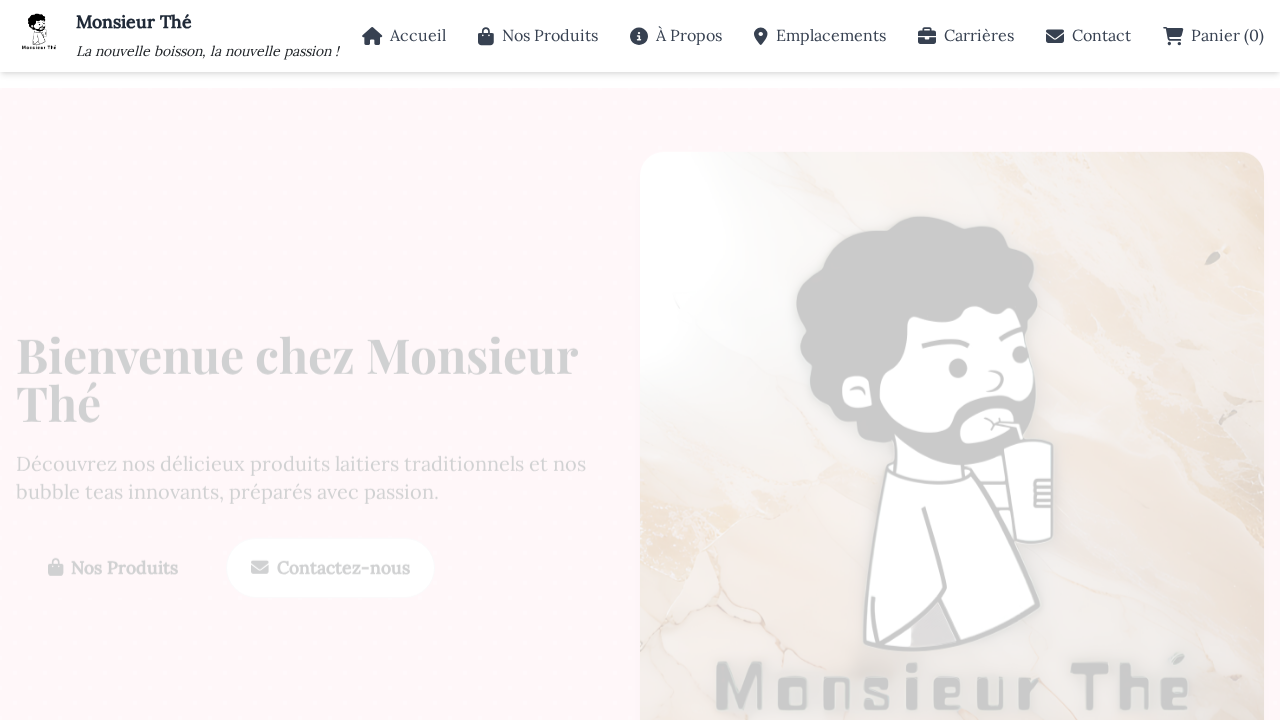 Monsieur Thé
Monsieur Thé
La nouvelle boisson, la nouvelle passion !
Accueil
Nos Produits
À Propos
Emplacements
Carrières
Contact
Panier (0)
Bienvenue chez Monsieur
Thé
Découvrez nos délicieux produits laitiers traditionnels et nos
bubble teas innovants, préparés avec passion.
Nos Produits
Contactez-nous
Monsieur Thé